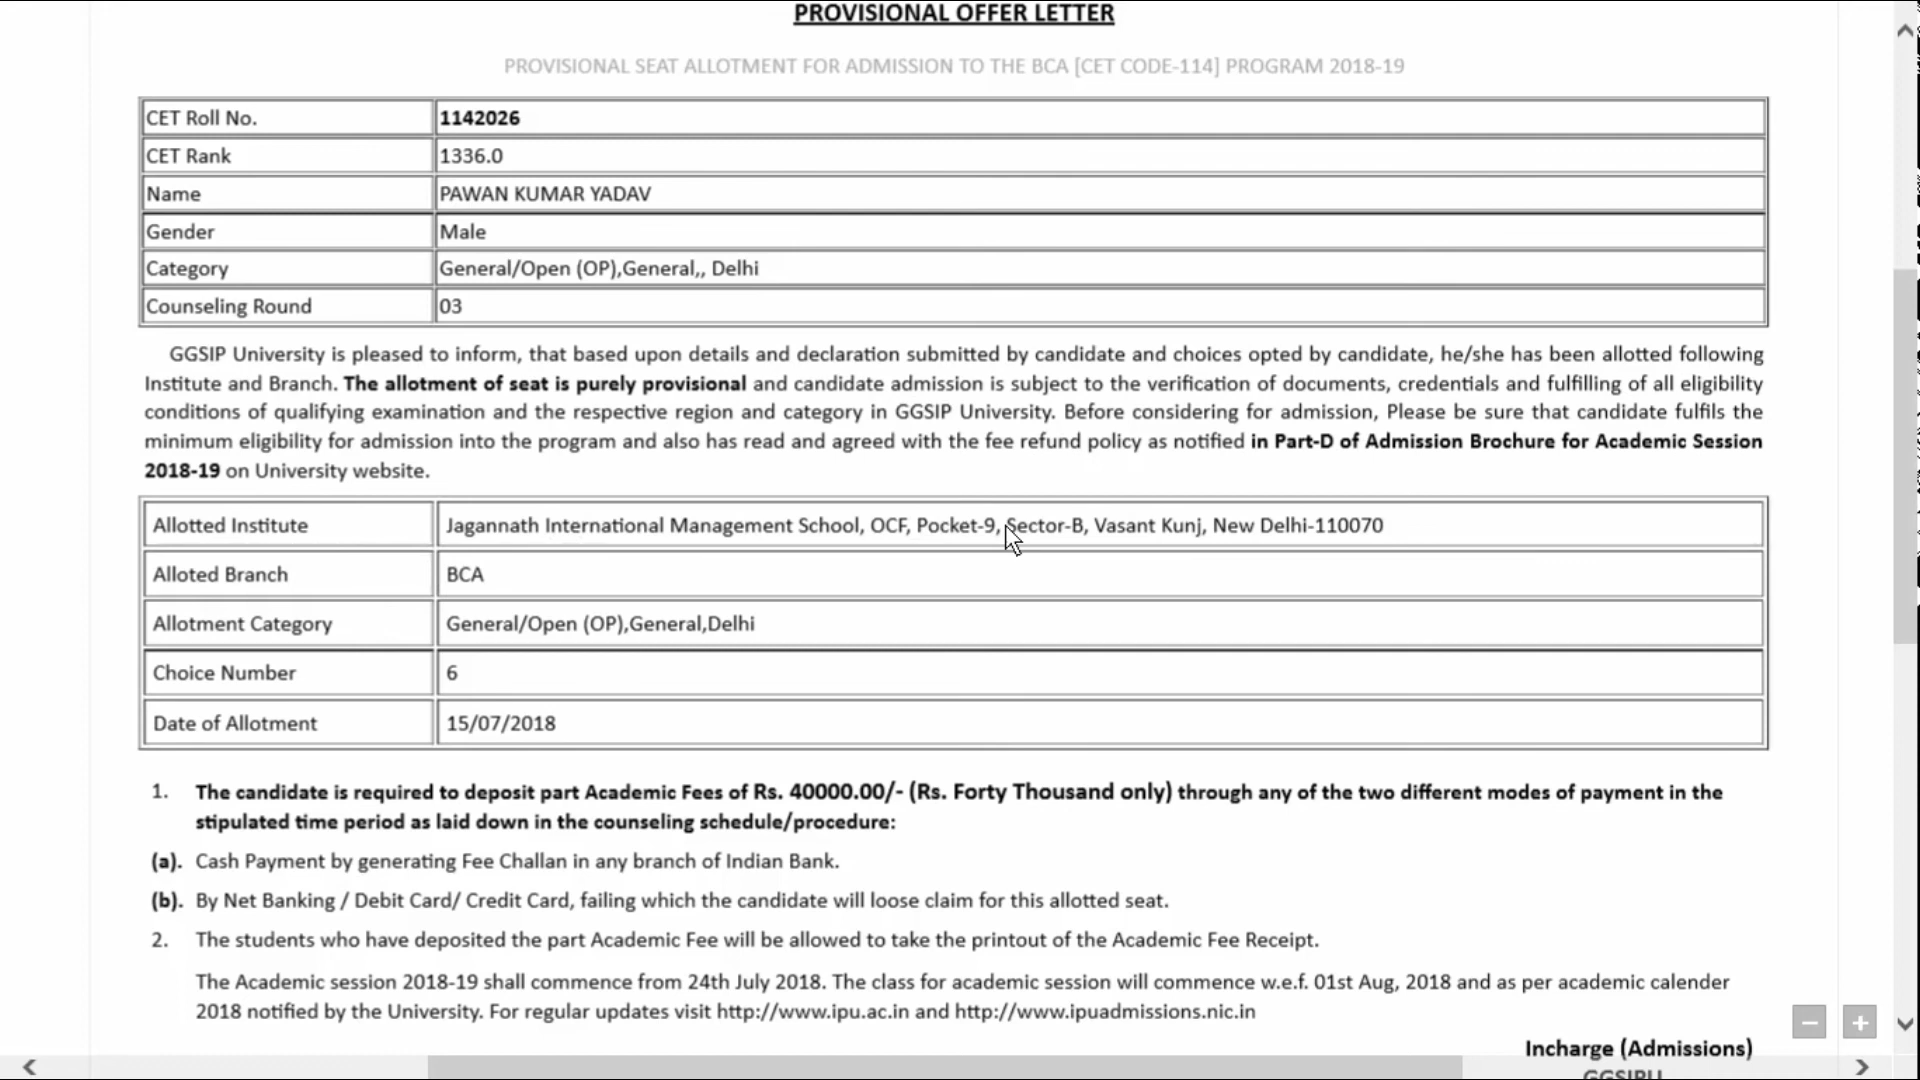 PROVISIONAL OFFER LETTER
PROVISIONAL SEAT ALLOTMENT FOR ADMISSION TO THE BCA [CET CODE-114] PROGRAM 2018-19
CET Roll No. 1142026
CET Rank 1336.0
Name PAWAN KUMAR YADAV
Gender Male
Category General/Open (OP),General,, Delhi
Counseling Round 03
GGSIP University is pleased to inform, that based upon details and declaration submitted by candidate and choices opted by candidate, he/she has been allotted following
Institute and Branch. The allotment of seat is purely provisional and candidate admission is subject to the verification of documents, credentials and fulfilling of all eligibility
conditions of qualifying examination and the respective region and category in GGSIP University. Before considering for admission, Please be sure that candidate fulfils the
minimum eligibility for admission into the program and also has read and agreed with the fee refund policy as notified in Part-D of Admission Brochure for Academic Session
2018-19 on University website.
Allotted Institute Jagannath International Management School, OCF, Pocket-9, Sector-B, Vasant Kunj, New Delhi-110070
Alloted Branch BCA
Allotment Category General/Open (OP),General,Delhi
Choice Number 6
Date of Allotment 15/07/2018
1. The candidate is required to deposit part Academic Fees of Rs. 40000.00/- (Rs. Forty Thousand only) through any of the two different modes of payment in the
stipulated time period as laid down in the counseling schedule/procedure:
(a). Cash Payment by generating Fee Challan in any branch of Indian Bank.
(b). By Net Banking / Debit Card/ Credit Card, failing which the candidate will loose claim for this allotted seat.
2. The students who have deposited the part Academic Fee will be allowed to take the printout of the Academic Fee Receipt.
The Academic session 2018-19 shall commence from 24th July 2018. The class for academic session will commence w.e.f. 01st Aug, 2018 and as per academic calender
2018 notified by the University. For regular updates visit http://www.ipu.ac.in and http://www.ipuadmissions.nic.in
Incharge (Admissions)
GGSIPU